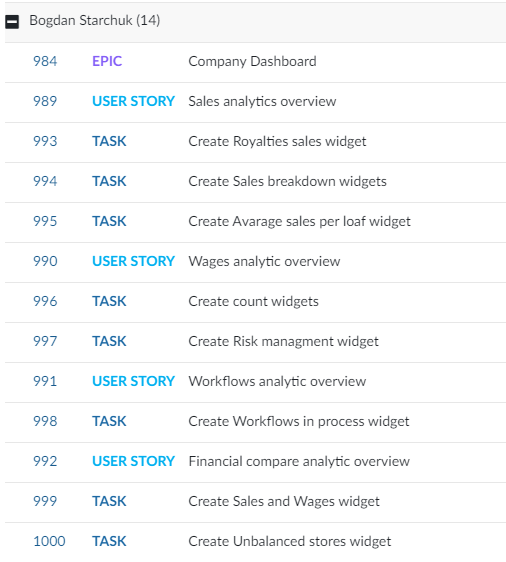 Bogdan Starchuk (14)
984 EPIC Company Dashboard
989 USER STORY Sales analytics overview
993 TASK Create Royalties sales widget
994 TASK Create Sales breakdown widgets
995 TASK Create Avarage sales per loaf widget
990 USER STORY Wages analytic overview
996 TASK Create count widgets
997 TASK Create Risk managment widget
991 USER STORY Workflows analytic overview
998 TASK Create Workflows in process widget
992 USER STORY Financial compare analytic overview
999 TASK Create Sales and Wages widget
1000 TASK Create Unbalanced stores widget